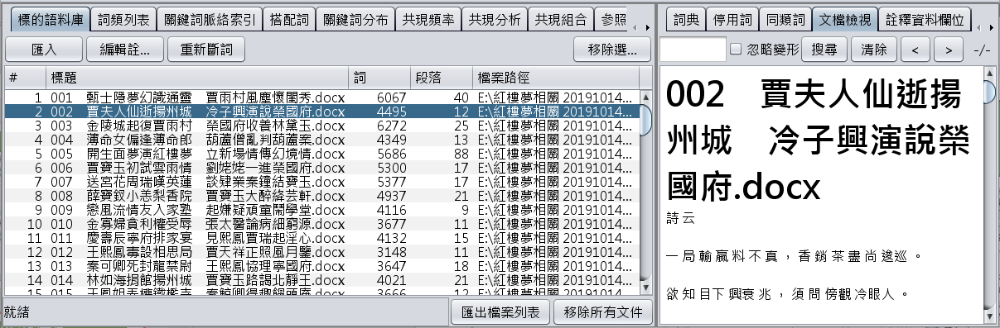 標的語料庫 詞頻列表 關鍵詞脈絡索引 搭配詞 關鍵詞分布 共現頻率 共現分析 共現組合 參照
匯入 編輯詮... 重新斷詞 移除選...
# 標題 詞 段落 檔案路徑
1 001 甄士隱夢幻識通靈 賈雨村風塵懷閨秀.docx 6067 40 E:\紅樓夢相關 20191014...
2 002 賈夫人仙逝揚州城 冷子興演說榮國府.docx 4495 12 E:\紅樓夢相關 20191014...
3 003 金陵城起復賈雨村 榮國府收養林黛玉.docx 6272 25 E:\紅樓夢相關 20191014...
4 004 薄命女偏逢薄命郎 葫蘆僧亂判葫蘆案.docx 4349 13 E:\紅樓夢相關 20191014...
5 005 開生面夢演紅樓夢 立新場情傳幻境情.docx 5686 88 E:\紅樓夢相關 20191014...
6 006 賈寶玉初試雲雨情 劉姥姥一進榮國府.docx 5300 17 E:\紅樓夢相關 20191014...
7 007 送宮花周瑞嘆英蓮 談肄業秦鐘結寶玉.docx 5377 17 E:\紅樓夢相關 20191014...
8 008 薛寶釵小恙梨香院 賈寶玉大醉絳芸軒.docx 4937 21 E:\紅樓夢相關 20191014...
9 009 戀風流情友入家塾 起嫌疑頑童鬧學堂.docx 4116 9 E:\紅樓夢相關 20191014...
10 010 金寡婦貪利權受辱 張太醫論病細窮源.docx 3677 11 E:\紅樓夢相關 20191014...
11 011 慶壽辰寧府排家宴 見熙鳳賈瑞起淫心.docx 4132 15 E:\紅樓夢相關 20191014...
12 012 王熙鳳毒設相思局 賈天祥正照風月鑒.docx 3148 11 E:\紅樓夢相關 20191014...
13 013 秦可卿死封龍禁尉 王熙鳳協理寧國府.docx 3647 18 E:\紅樓夢相關 20191014...
14 014 林如海捐館揚州城 賈寶玉路謁北靜王.docx 4021 21 E:\紅樓夢相關 20191014...
15 015 王鳳姐弄權鐵檻寺 秦鯨卿得趣饅頭庵.docx 3666 12 E:\紅樓夢相關 20191014...
就緒 匯出檔案列表 移除所有文件
詞典 停用詞 同類詞 文檔檢視 詮釋資料欄位
忽略變形 搜尋 清除 < > -/-
002 賈夫人仙逝揚
州城 冷子興演說榮
國府.docx
詩云
一局輸贏料不真，香銷茶盡尚逡巡。
欲知目下興衰兆，須問傍觀冷眼人。